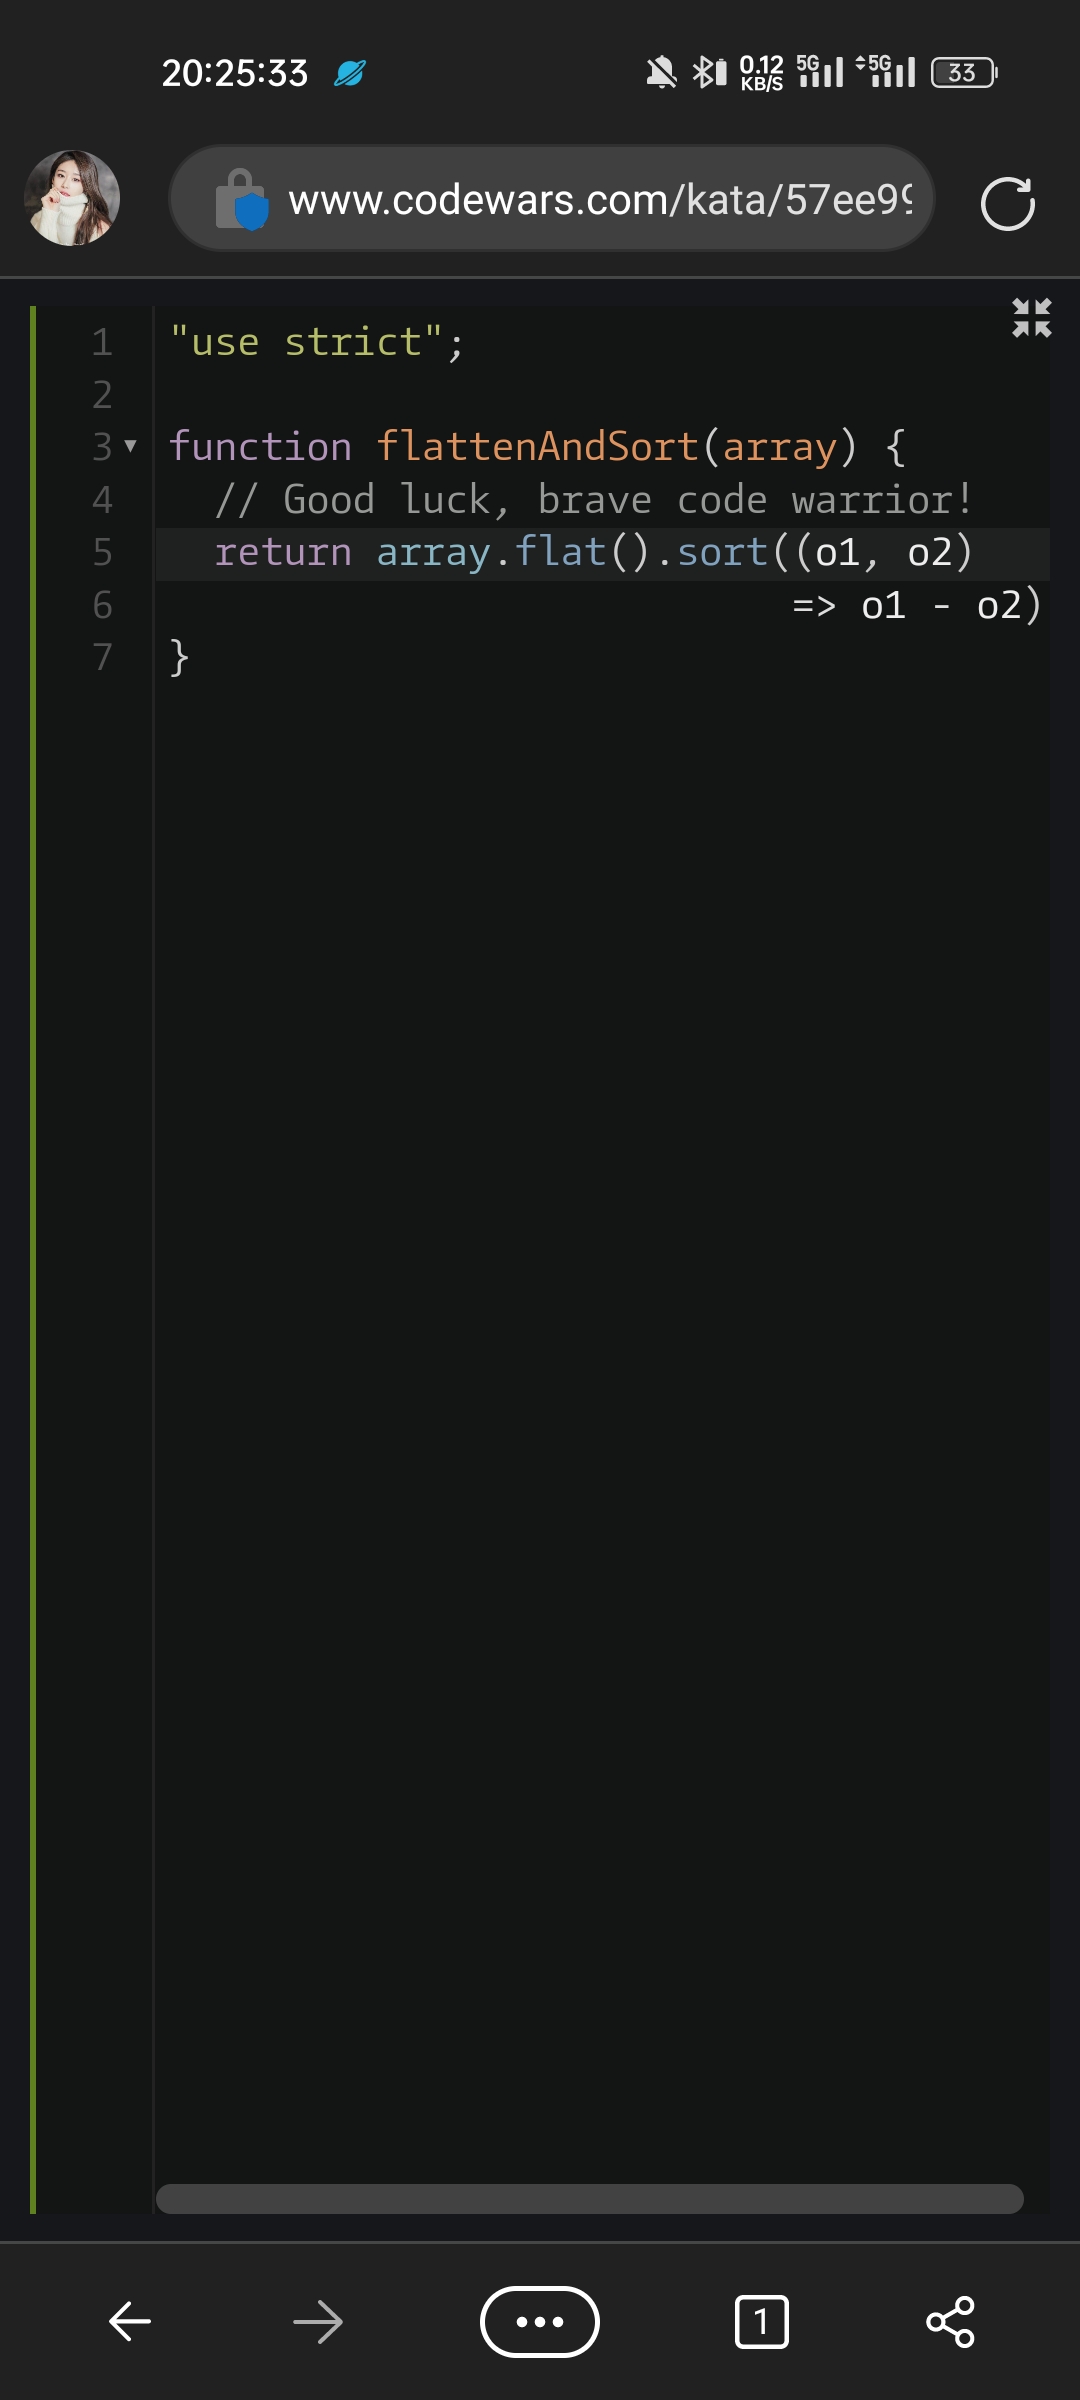 20:25:33 0.12 KB/S 5G 5G 33
www.codewars.com/kata/57ee99
1 "use strict";
2
3 function flattenAndSort(array) {
4 // Good luck, brave code warrior!
5 return array.flat().sort((o1, o2)
6 => o1 - o2)
7 }
1